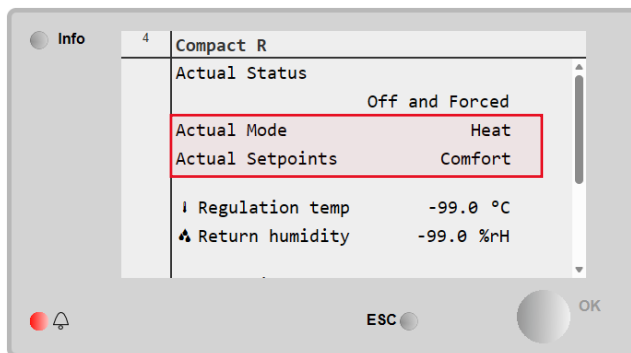 Info
4
Compact R
Actual Status
Off and Forced
Actual Mode Heat
Actual Setpoints Comfort
Regulation temp -99.0 °C
Return humidity -99.0 %rH
ESC
OK